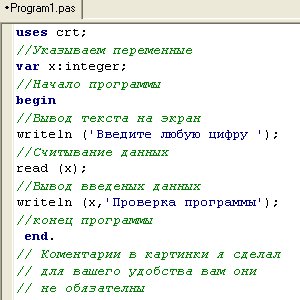 •Program1.pas
uses crt;
//Указываем переменные
var x:integer;
//Начало программы
begin
//Вывод текста на экран
writeln ('Введите любую цифру ');
//Считывание данных
read (x);
//Вывод введеных данных
writeln (x,'Проверка программы');
//конец программы
end.
// Коментарии в картинки я сделал
// для вашего удобства вам они
// не обязателны